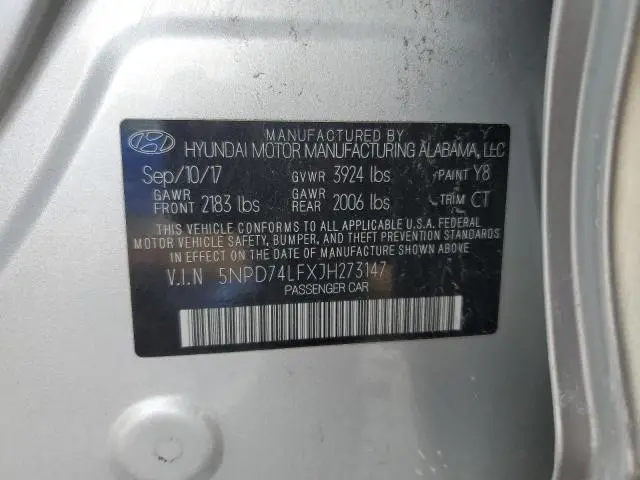 MANUFACTURED BY
HYUNDAI MOTOR MANUFACTURING ALABAMA, LLC
Sep/10/17 GVWR 3924 lbs PAINT Y8
GAWR FRONT 2183 lbs GAWR REAR 2006 lbs TRIM CT
THIS VEHICLE CONFORMS TO ALL APPLICABLE U.S.A. FEDERAL
MOTOR VEHICLE SAFETY, BUMPER, AND THEFT PREVENTION STANDARDS
IN EFFECT ON THE DATE OF MANUFACTURE SHOWN ABOVE.
V.I.N 5NPD74LFXJH273147
PASSENGER CAR